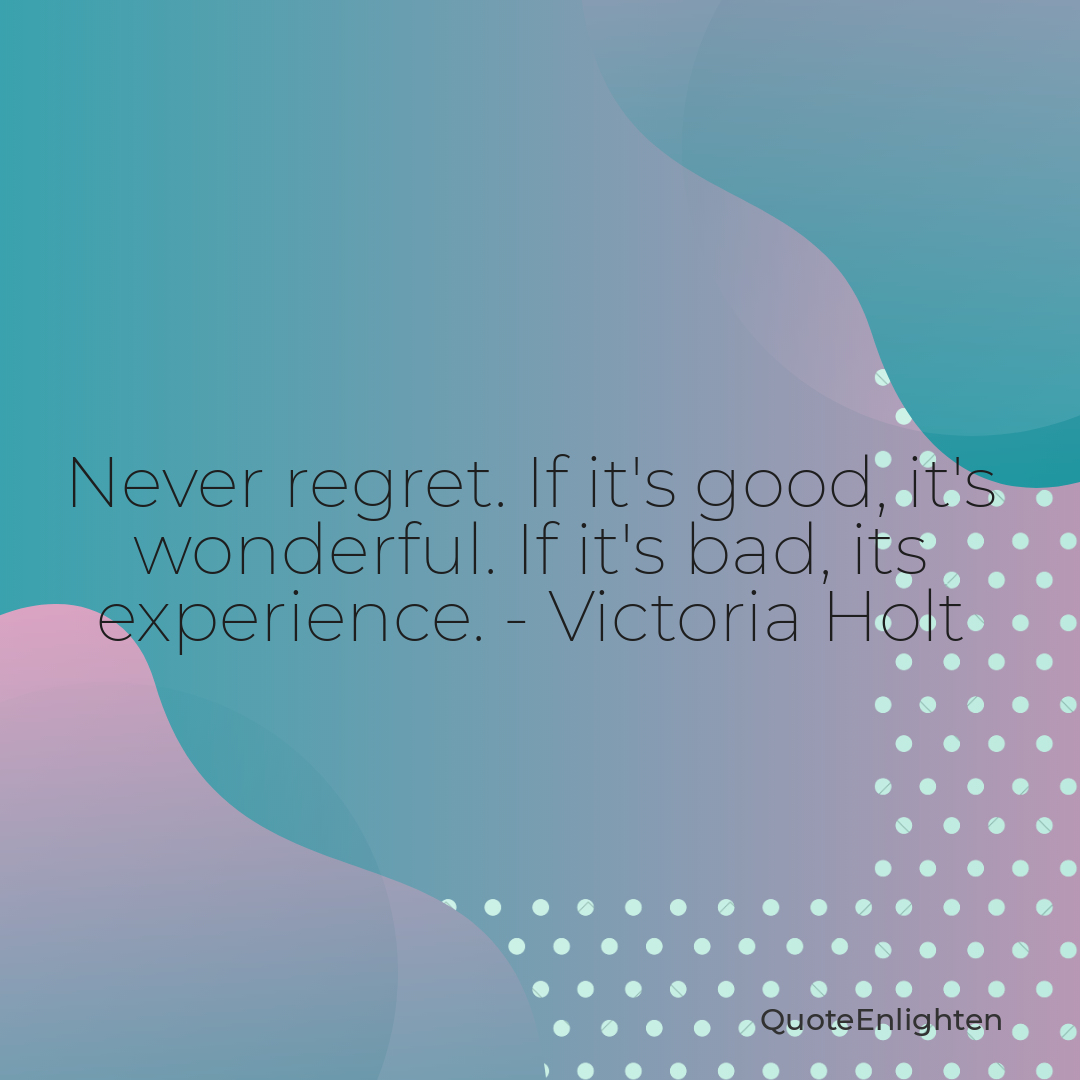 Never regret. If it's good, it's
wonderful. If it's bad, its
experience. - Victoria Holt
QuoteEnlighten